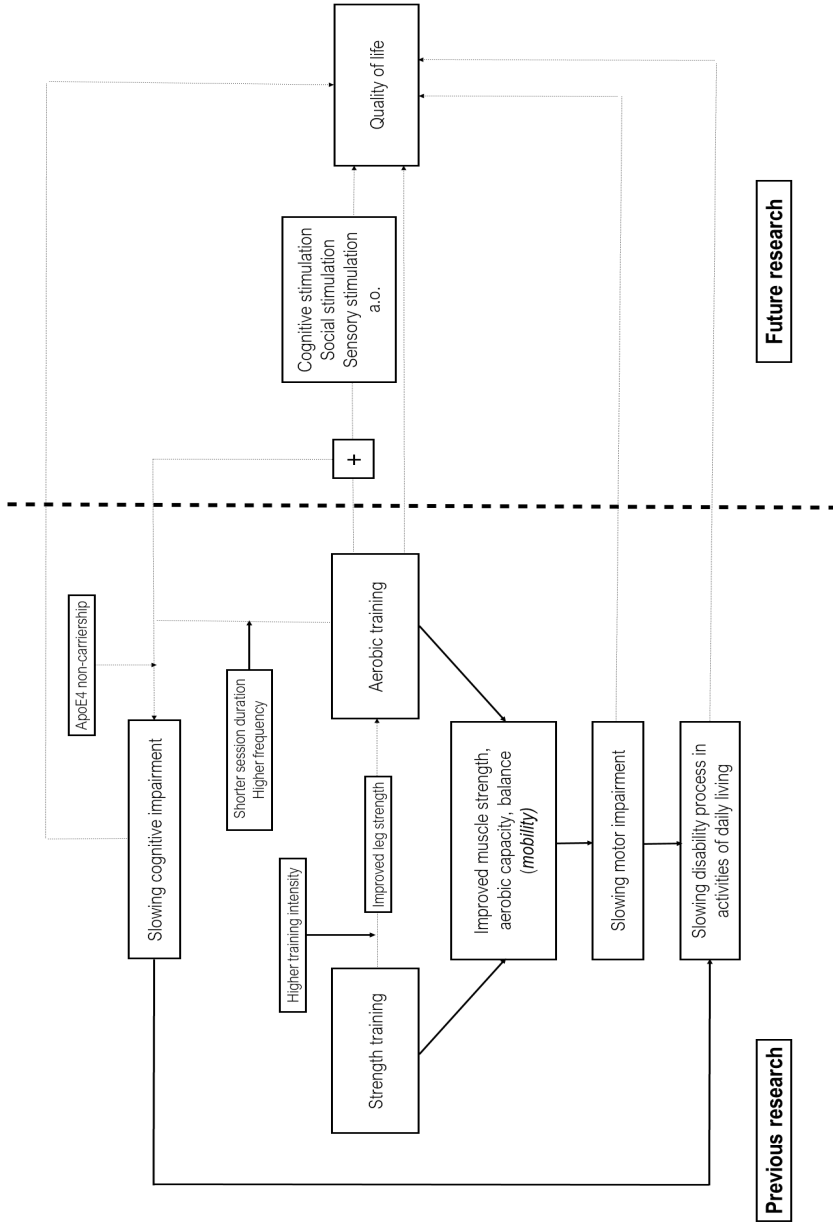 ApoE4 non-carriership
Slowing cognitive impairment
Shorter session duration
Higher frequency
Higher training intensity
Strength training
Improved leg strength
Aerobic training
+
Cognitive stimulation
Social stimulation
Sensory stimulation
a.o.
Quality of life
Improved muscle strength,
aerobic capacity, balance
(mobility)
Slowing motor impairment
Slowing disability process in
activities of daily living
Previous research
Future research